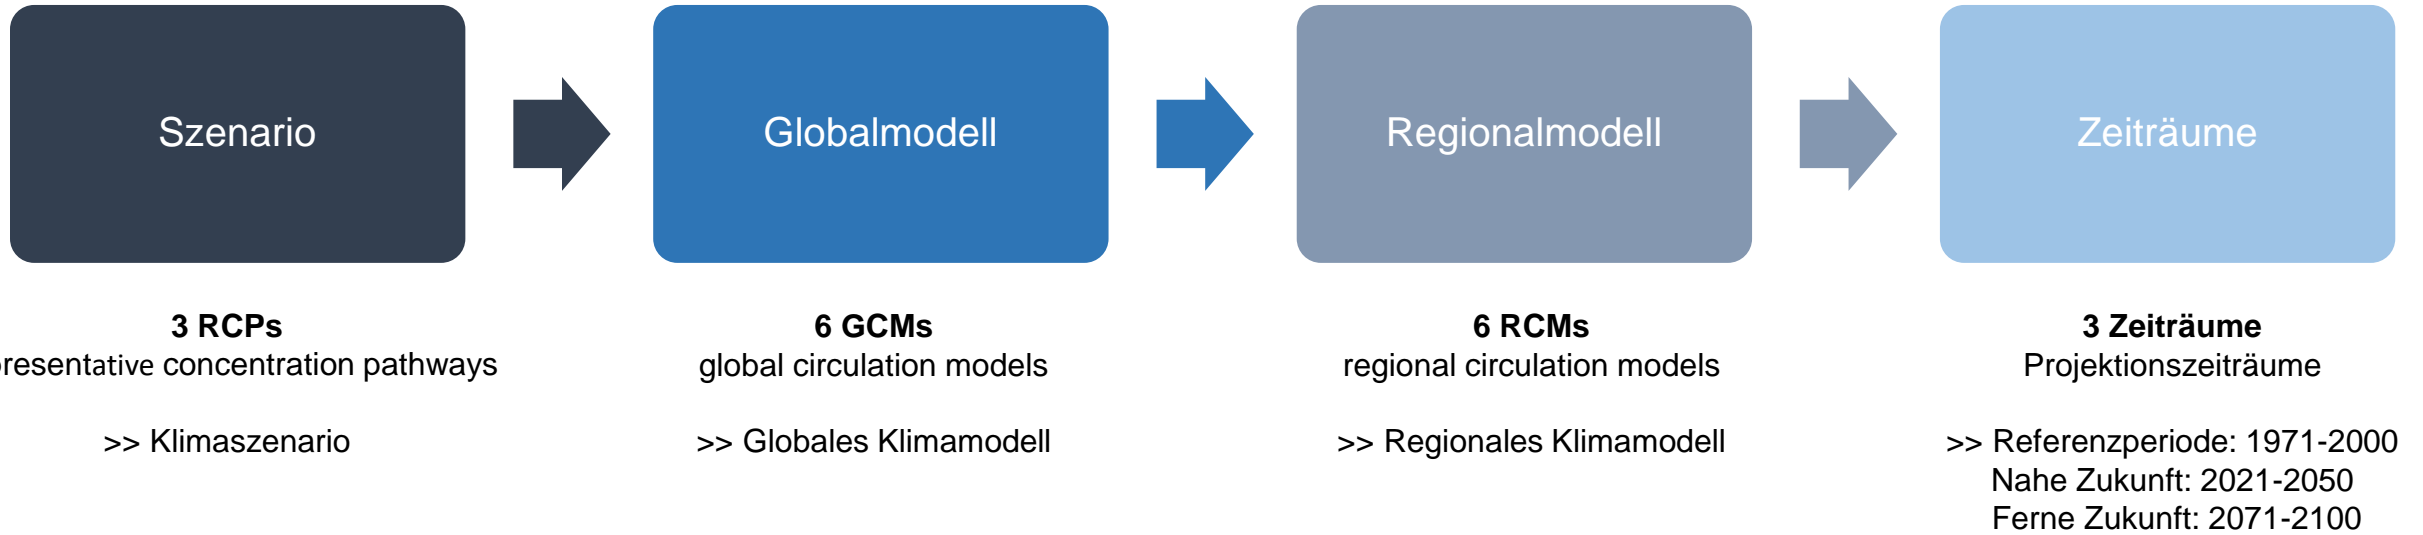 Szenario
Globalmodell
Regionalmodell
Zeiträume
3 RCPs
presentative concentration pathways
>> Klimaszenario
6 GCMs
global circulation models
>> Globales Klimamodell
6 RCMs
regional circulation models
>> Regionales Klimamodell
3 Zeiträume
Projektionszeiträume
>> Referenzperiode: 1971-2000
Nahe Zukunft: 2021-2050
Ferne Zukunft: 2071-2100